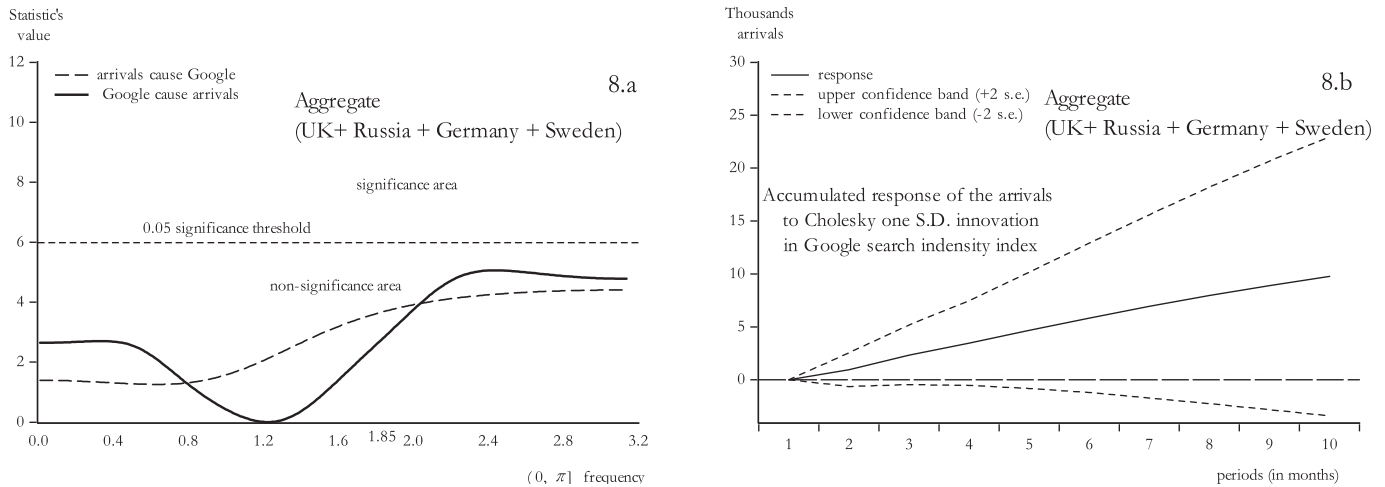 Statistic's
value
12
10
8
6
4
2
0
arrivals cause Google
Google cause arrivals
8.a
Aggregate
(UK+ Russia + Germany + Sweden)
significance area
0.05 significance threshold
non-significance area
0.0 0.4 0.8 1.2 1.6 1.85 2.0 2.4 2.8 3.2
(0, π] frequency
Thousands
arrivals
30
25
20
15
10
5
0
response
upper confidence band (+2 s.e.)
lower confidence band (-2 s.e.)
8.b
Aggregate
(UK+ Russia + Germany + Sweden)
Accumulated response of the arrivals
to Cholesky one S.D. innovation
in Google search indensity index
1 2 3 4 5 6 7 8 9 10
periods (in months)